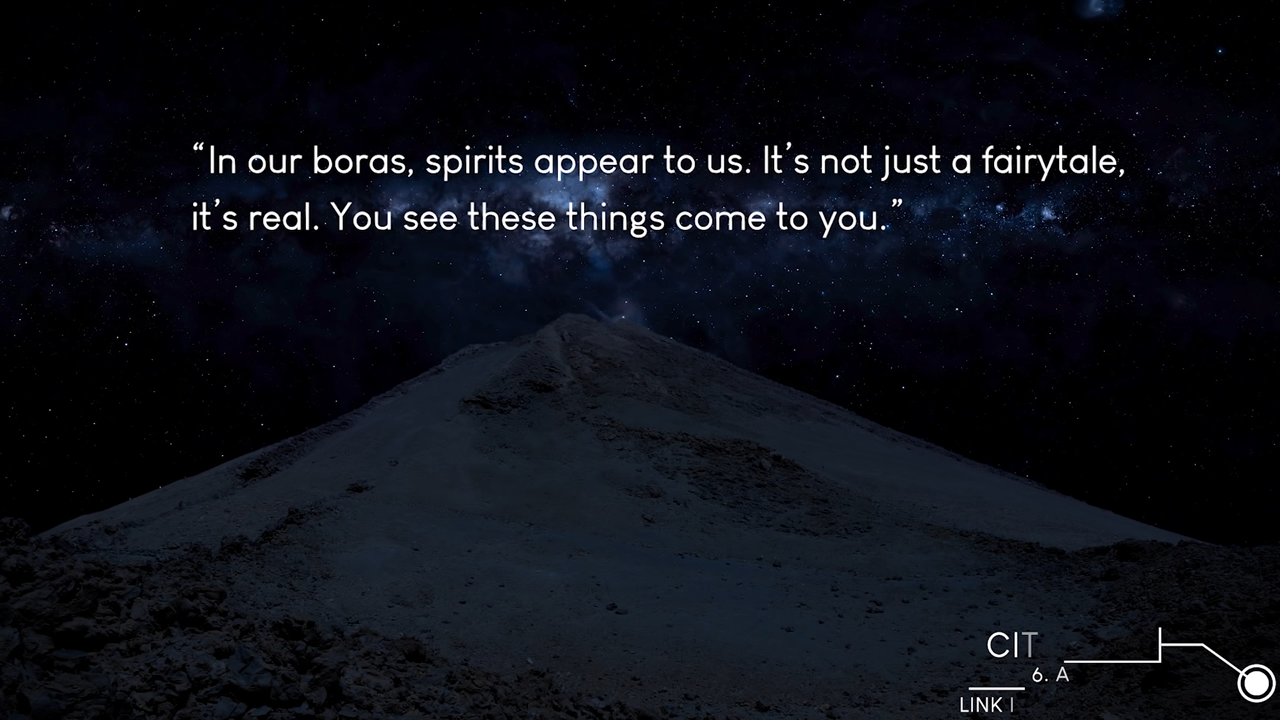 “In our boras, spirits appear to us. It’s not just a fairytale,
it’s real. You see these things come to you.”
CIT
6. A
LINK